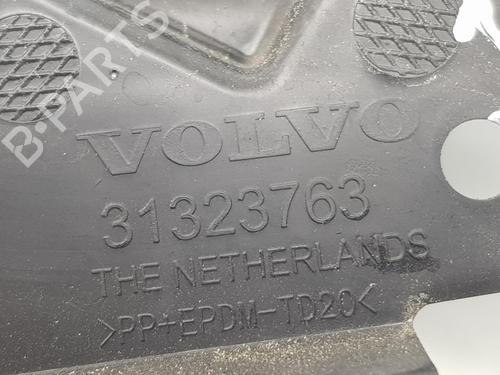 B-PARTS
VOLVO
31323763
THE NETHERLANDS
>PP+EPDM-TD20<